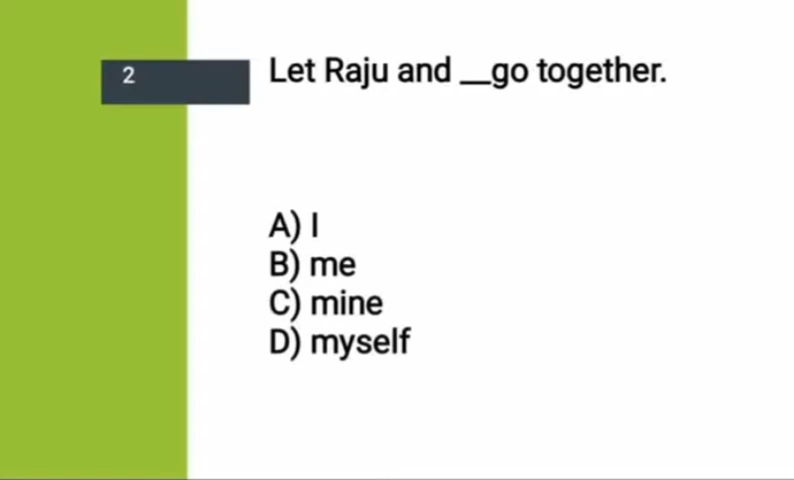 2
Let Raju and __go together.
A) I
B) me
C) mine
D) myself